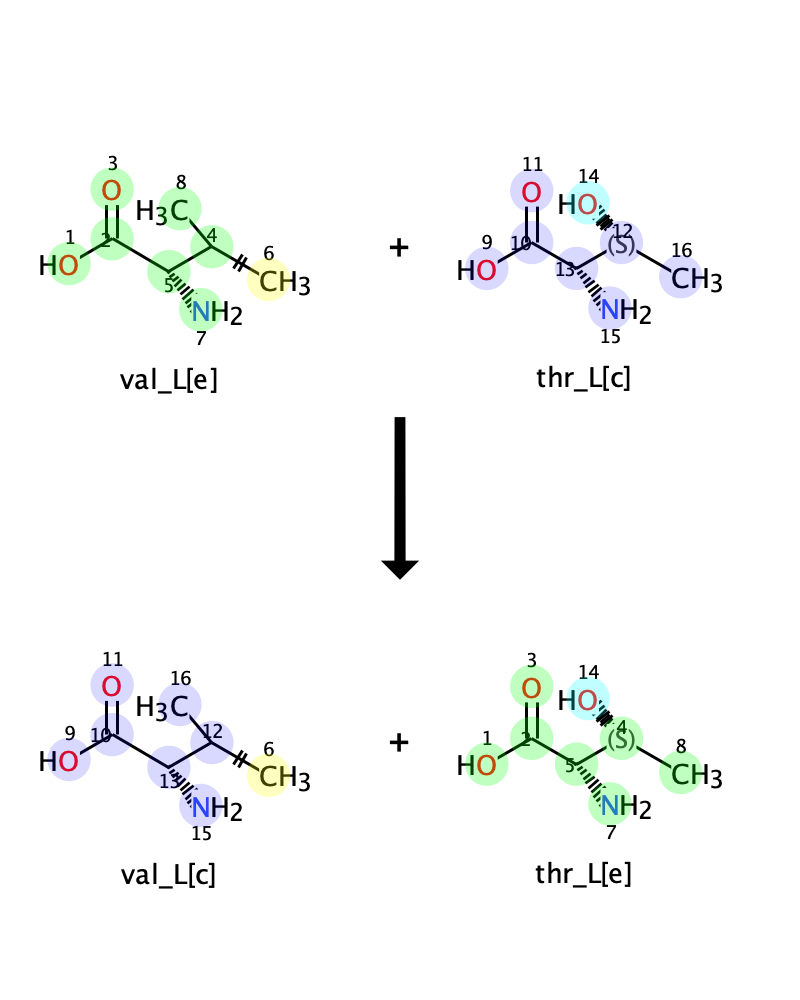 3
O
8
H3C
1
HO
2
4
6
CH3
5
NH2
7
val_L[e]
+
11
O
14
HO
12
(S)
9
HO
10
16
CH3
13
NH2
15
thr_L[c]
11
O
16
H3C
9
HO
10
12
6
CH3
13
NH2
15
val_L[c]
+
3
O
14
HO
4
(S)
1
HO
2
8
CH3
5
NH2
7
thr_L[e]